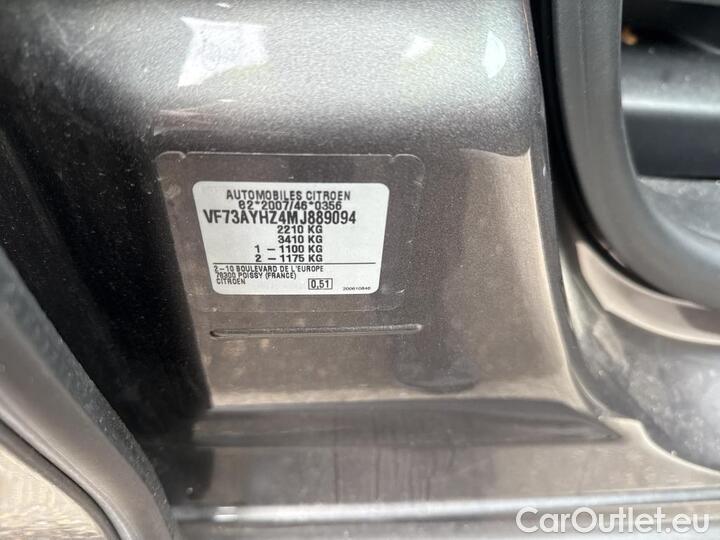 AUTOMOBILES CITROEN
e2*2007/46*0356
VF73AYHZ4MJ889094
2210 KG
3410 KG
1 - 1100 KG
2 - 1175 KG
2-10 BOULEVARD DE L'EUROPE
78300 POISSY (FRANCE)
CITROEN
0.51
200610846
CarOutlet.eu